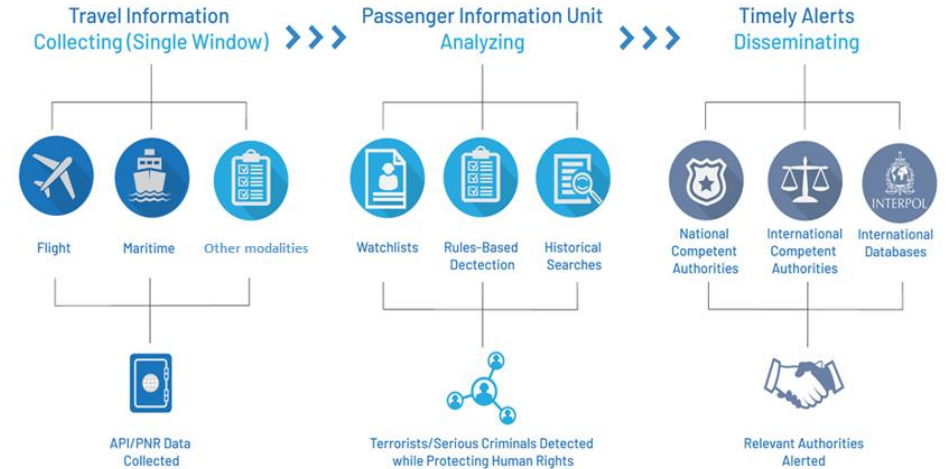 Travel Information
Collecting (Single Window)
Passenger Information Unit
Analyzing
Timely Alerts
Disseminating
Flight
Maritime
Other modalities
Watchlists
Rules-Based
Dectection
Historical
Searches
National
Competent
Authorities
International
Competent
Authorities
INTERPOL
International
Databases
API/PNR Data
Collected
Terrorists/Serious Criminals Detected
while Protecting Human Rights
Relevant Authorities
Alerted